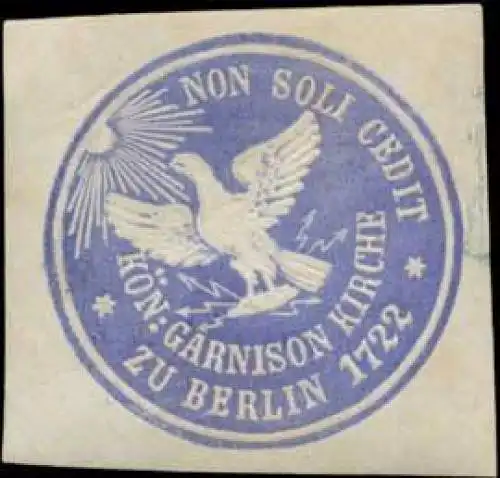 NON SOLI CEDIT
KÖN: GARNISON KIRCHE
* ZU BERLIN 1722 *